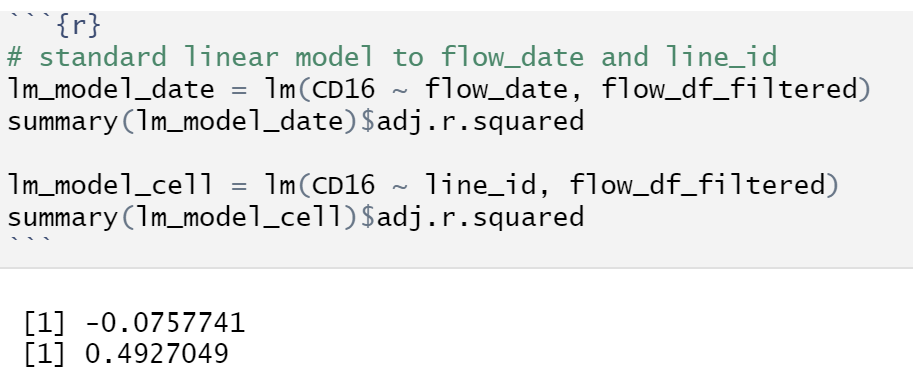 ```{r}
# standard linear model to flow_date and line_id
lm_model_date = lm(CD16 ~ flow_date, flow_df_filtered)
summary(lm_model_date)$adj.r.squared
lm_model_cell = lm(CD16 ~ line_id, flow_df_filtered)
summary(lm_model_cell)$adj.r.squared
```
[1] -0.0757741
[1] 0.4927049